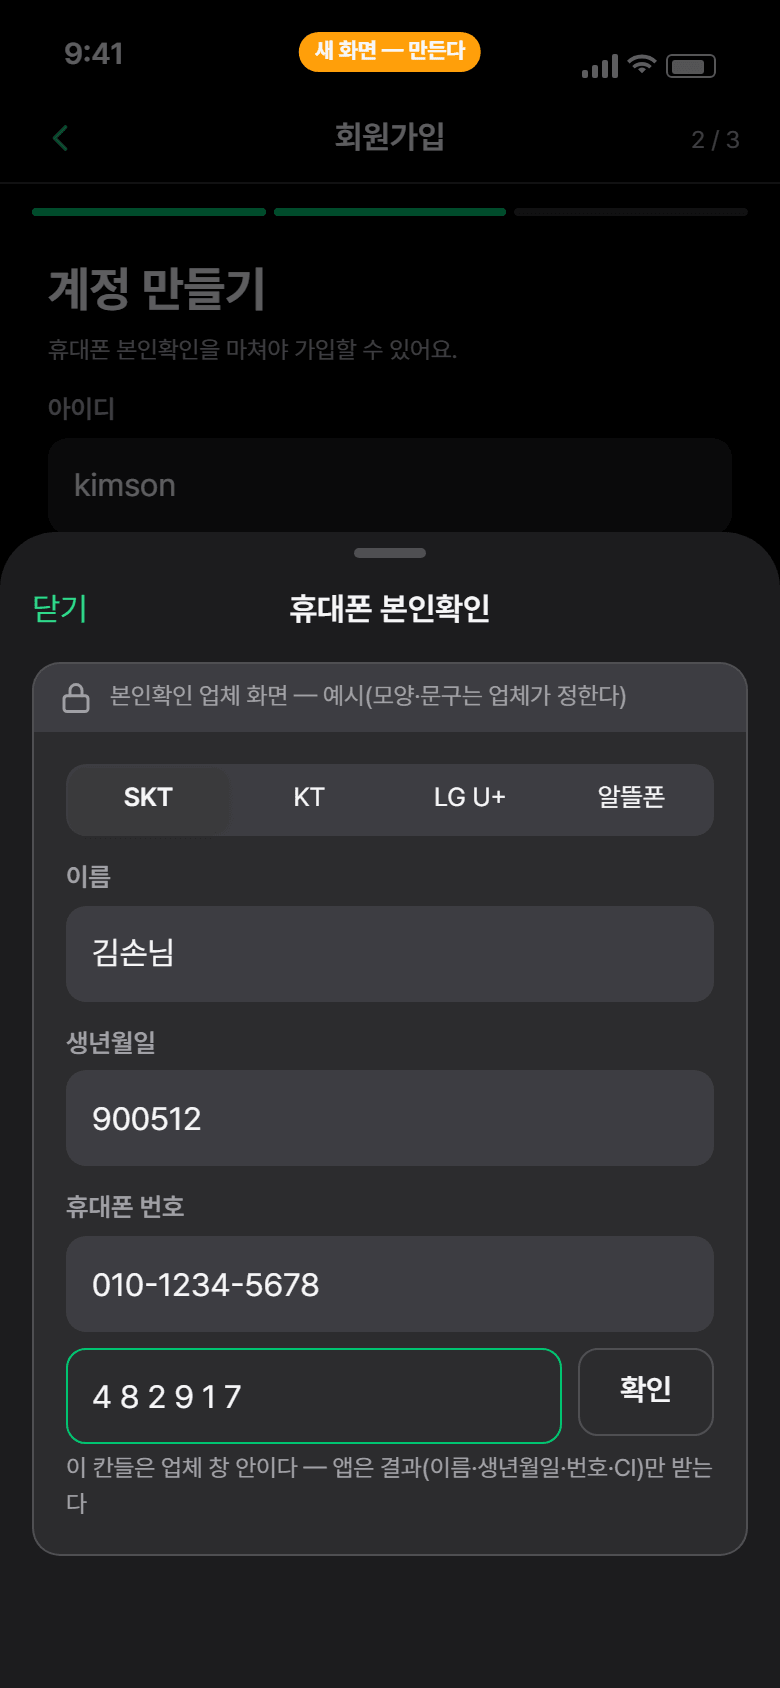 9:41
새 화면 — 만든다
회원가입
2 / 3
계정 만들기
휴대폰 본인확인을 마쳐야 가입할 수 있어요.
아이디
kimson
닫기
휴대폰 본인확인
본인확인 업체 화면 — 예시(모양·문구는 업체가 정한다)
SKT
KT
LG U+
알뜰폰
이름
김손님
생년월일
900512
휴대폰 번호
010-1234-5678
4 8 2 9 1 7
확인
이 칸들은 업체 창 안이다 — 앱은 결과(이름·생년월일·번호·CI)만 받는
다